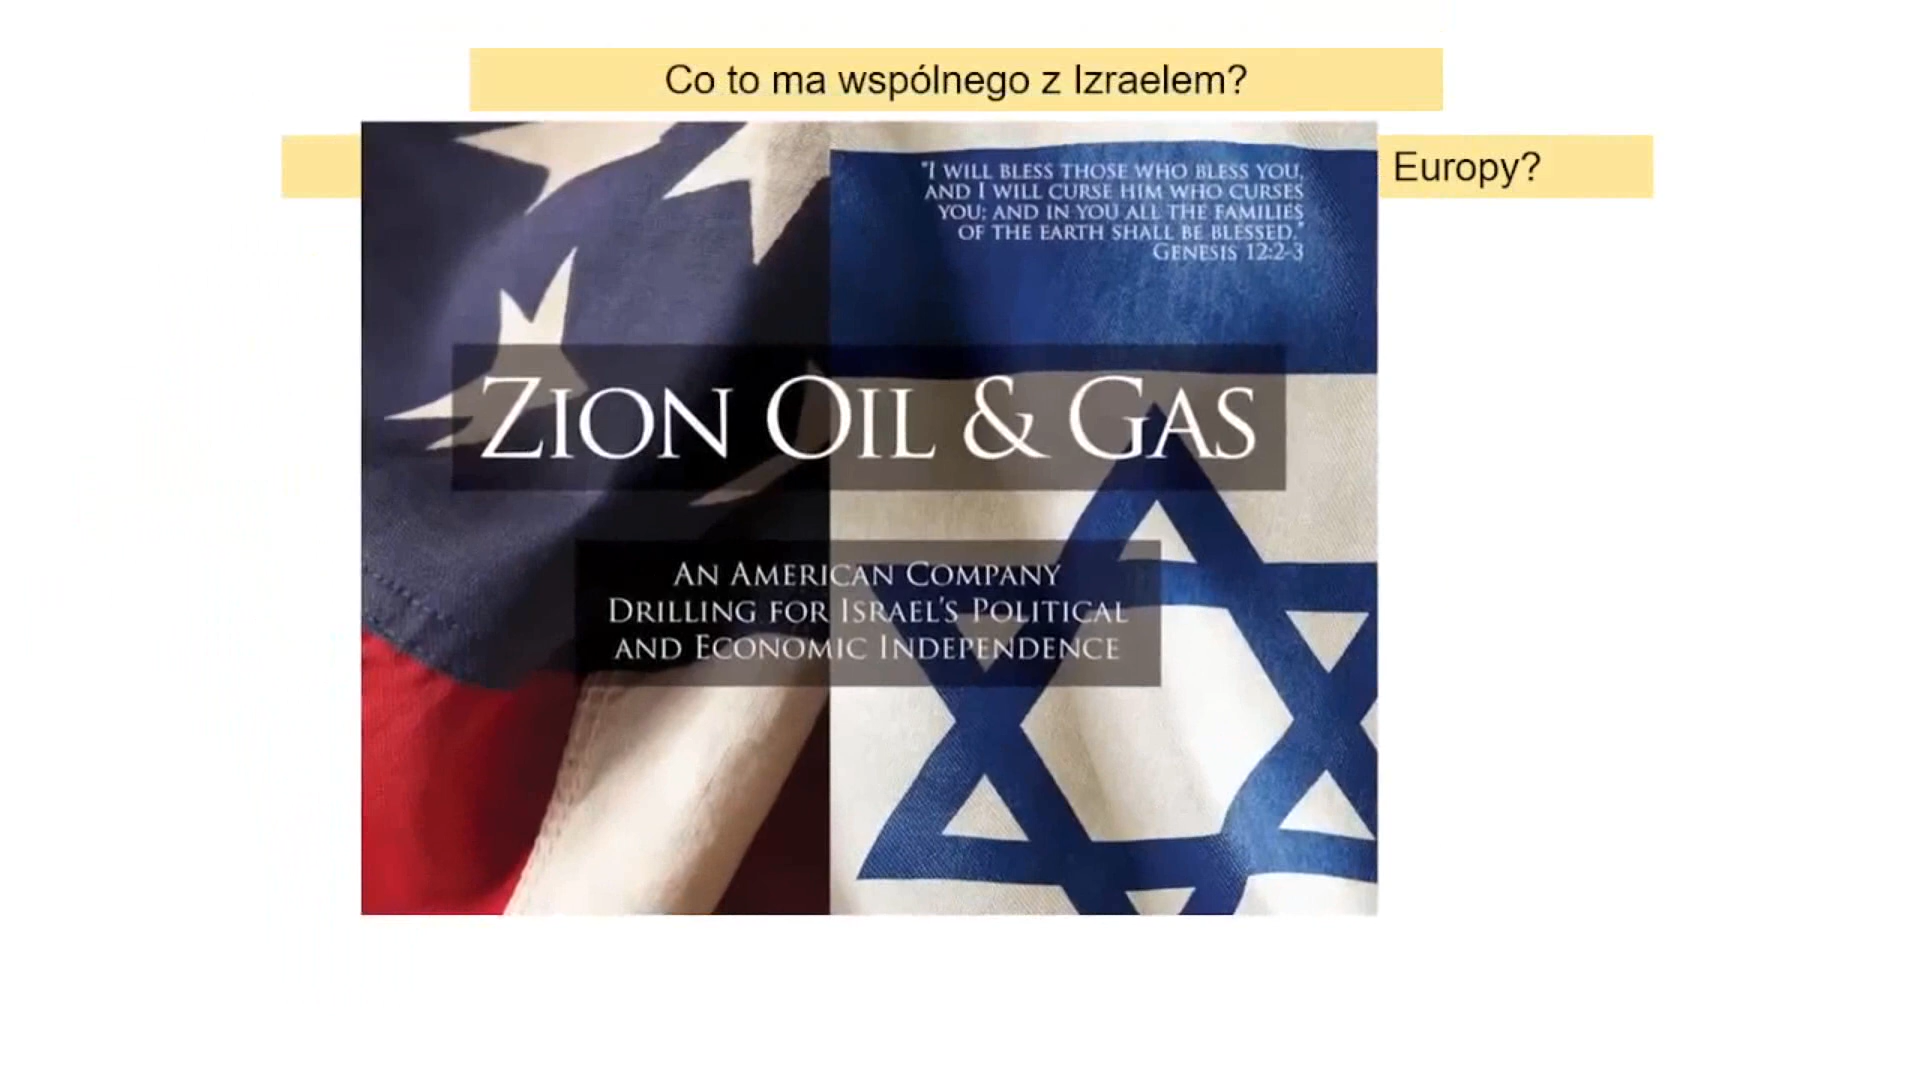 Co to ma wspólnego z Izraelem?
Europy?
"I WILL BLESS THOSE WHO BLESS YOU,
AND I WILL CURSE HIM WHO CURSES
YOU; AND IN YOU ALL THE FAMILIES
OF THE EARTH SHALL BE BLESSED."
GENESIS 12:2-3
ZION OIL & GAS
AN AMERICAN COMPANY
DRILLING FOR ISRAEL'S POLITICAL
AND ECONOMIC INDEPENDENCE